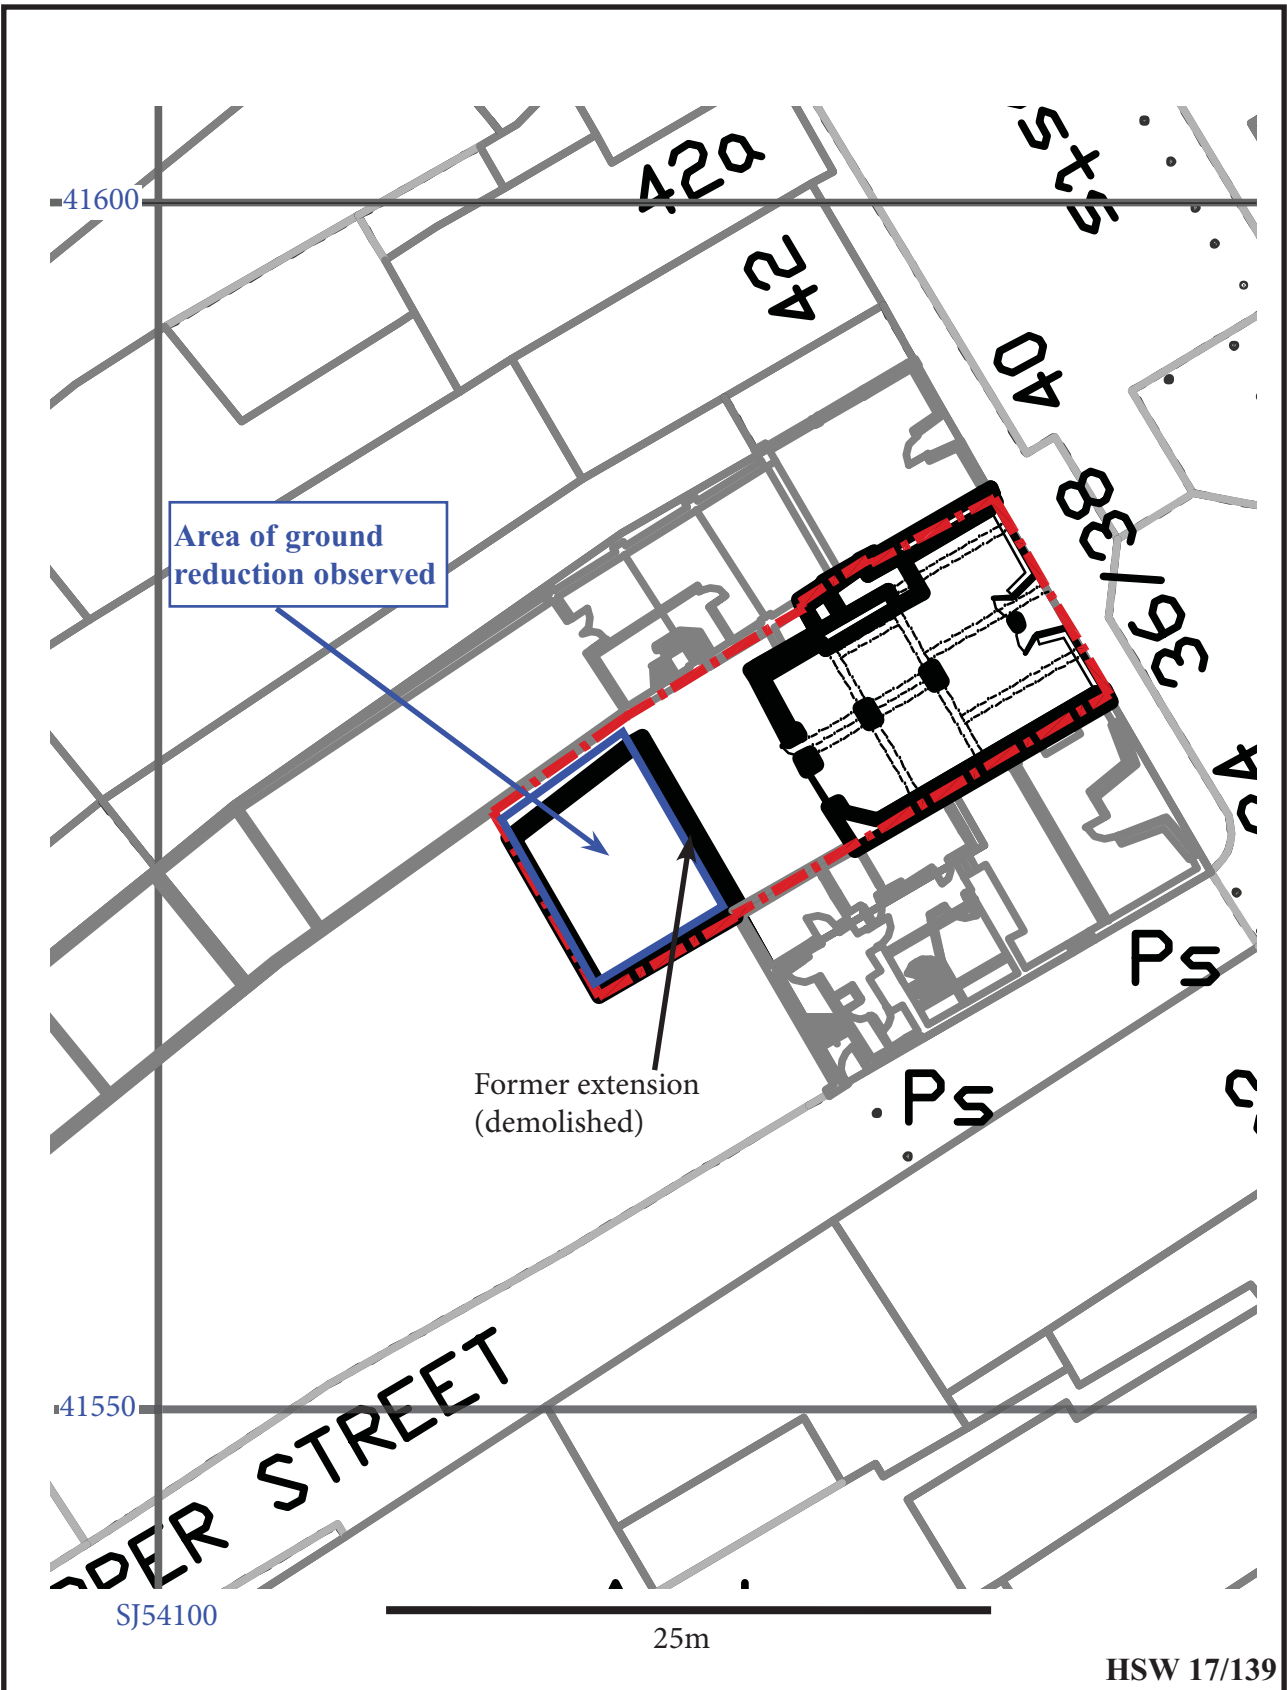 sts
42a
41600
42
40
Area of ground
reduction observed
36/38
Ps
Former extension
(demolished)
Ps
41550
PPER STREET
SJ54100
25m
HSW 17/139